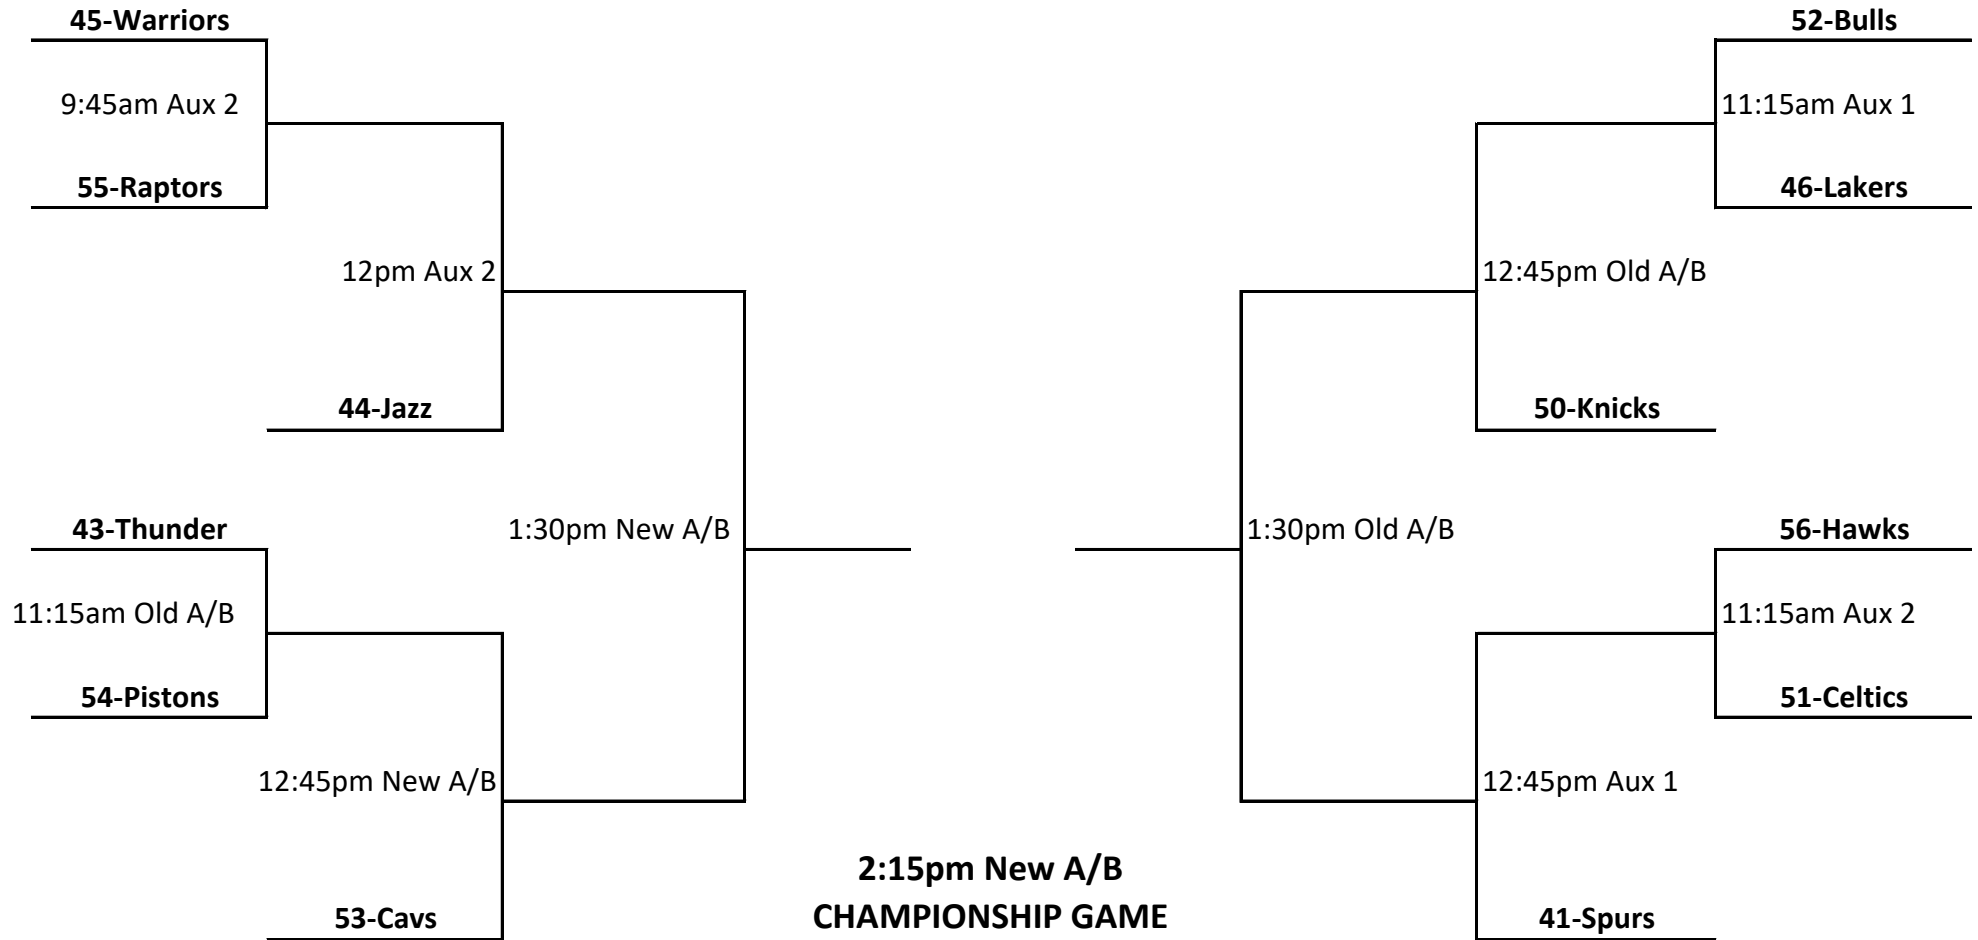 45-Warriors
9:45am Aux 2
55-Raptors
12pm Aux 2
44-Jazz
43-Thunder
11:15am Old A/B
54-Pistons
12:45pm New A/B
53-Cavs
1:30pm New A/B
2:15pm New A/B
CHAMPIONSHIP GAME
1:30pm Old A/B
52-Bulls
11:15am Aux 1
46-Lakers
12:45pm Old A/B
50-Knicks
56-Hawks
11:15am Aux 2
51-Celtics
12:45pm Aux 1
41-Spurs